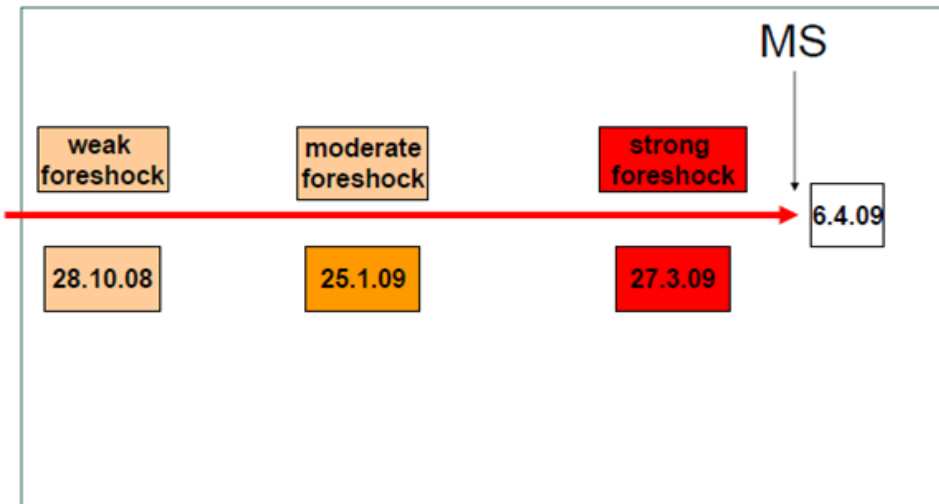 MS
weak
foreshock
moderate
foreshock
strong
foreshock
6.4.09
28.10.08
25.1.09
27.3.09